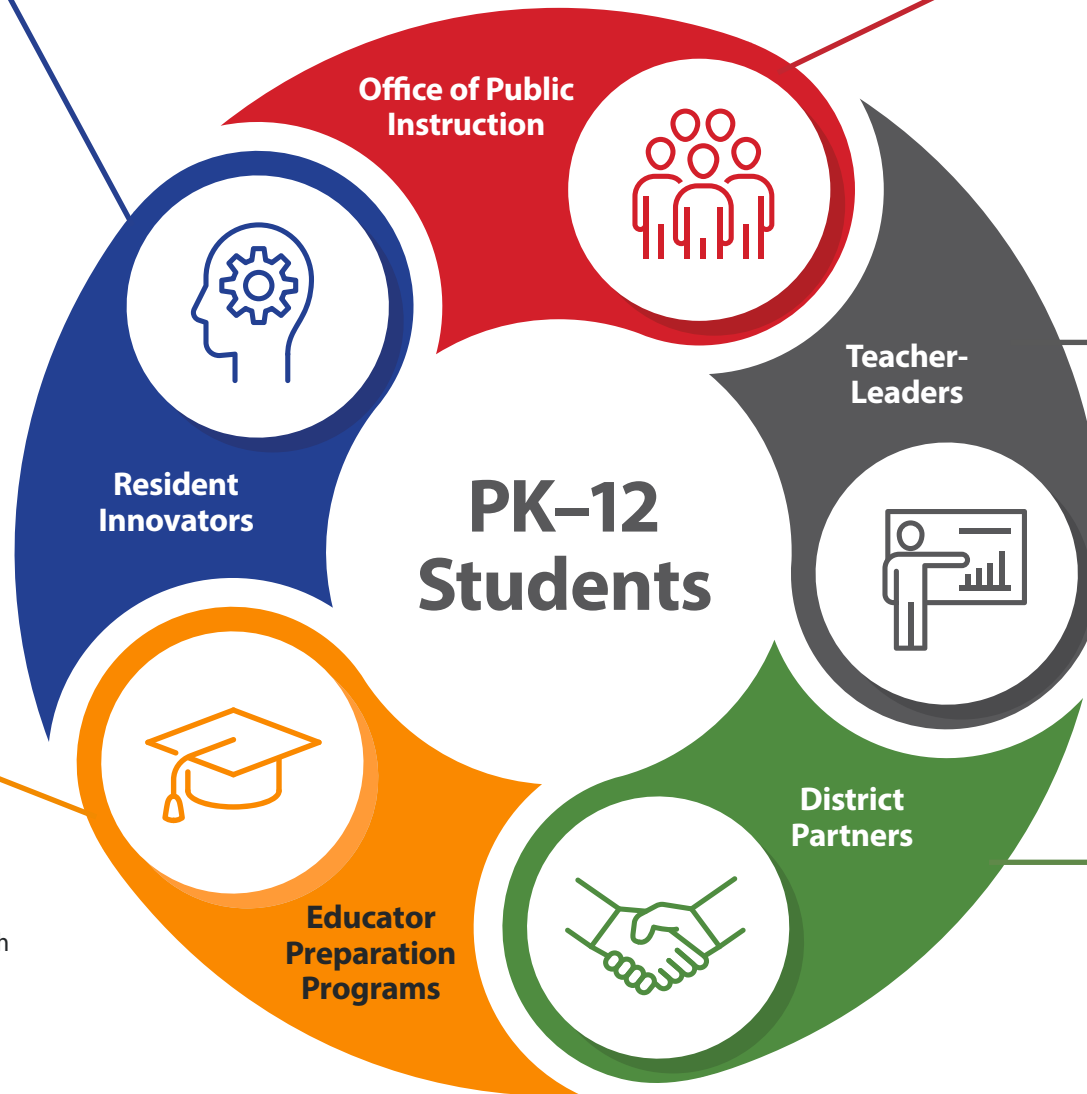 Office of Public
Instruction
Teacher-
Leaders
Resident
Innovators
PK–12
Students
District
Partners
Educator
Preparation
Programs